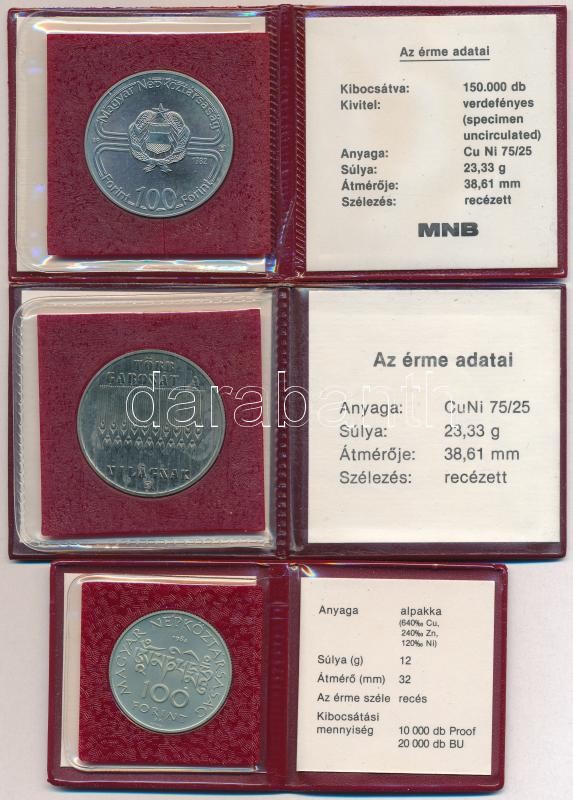 Magyar Népköztársaság
1982
Forint 100 Forint
Az érme adatai
Kibocsátva: 150.000 db
Kivitel: verdefényes
(specimen
uncirculated)
Anyaga: Cu Ni 75/25
Súlya: 23,33 g
Átmérője: 38,61 mm
Szélezés: recézett
MNB
TÖBB
GABONÁT A
VILÁGNAK
Az érme adatai
Anyaga: CuNi 75/25
Súlya: 23,33 g
Átmérője: 38,61 mm
Szélezés: recézett
darabanth
MAGYAR NÉPKÖZTÁRSASÁG
1984
100
FORINT
Anyaga alpakka
(640‰ Cu,
240‰ Zn,
120‰ Ni)
Súlya (g) 12
Átmérő (mm) 32
Az érme széle recés
Kibocsátási
mennyiség 10 000 db Proof
20 000 db BU